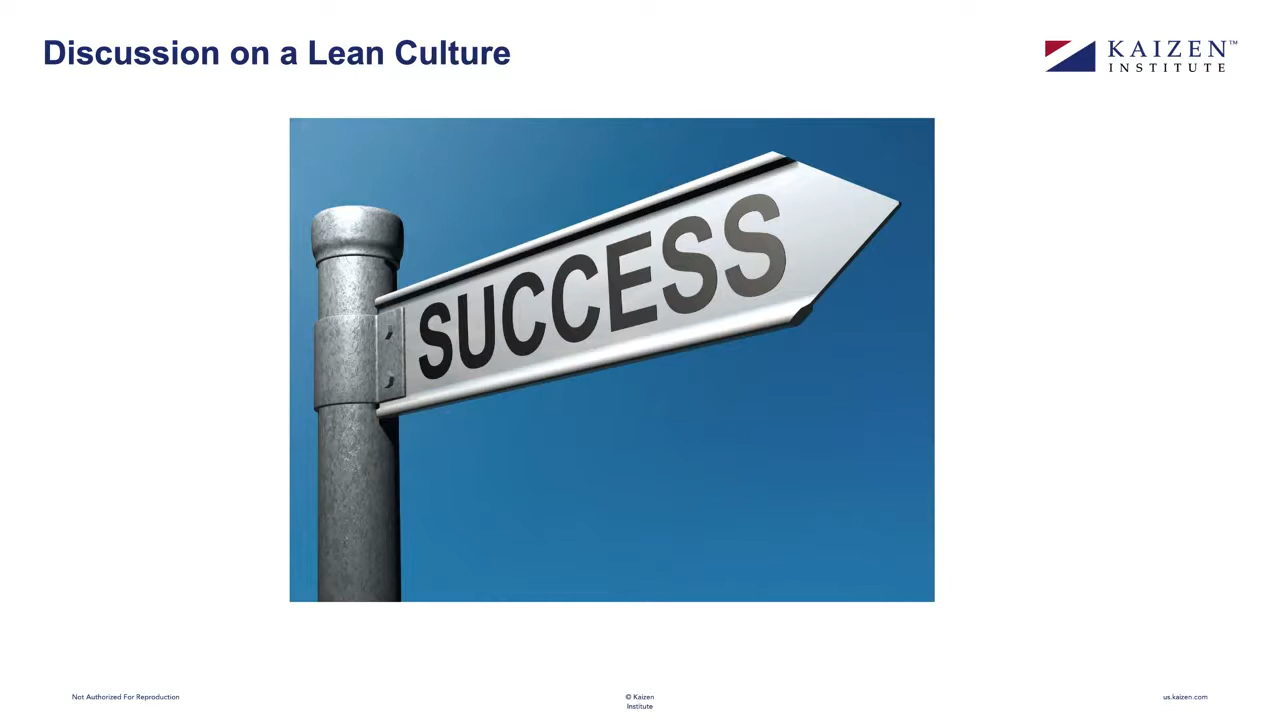 Discussion on a Lean Culture
KAIZEN™
INSTITUTE
SUCCESS
Not Authorized For Reproduction
© Kaizen
Institute
us.kaizen.com